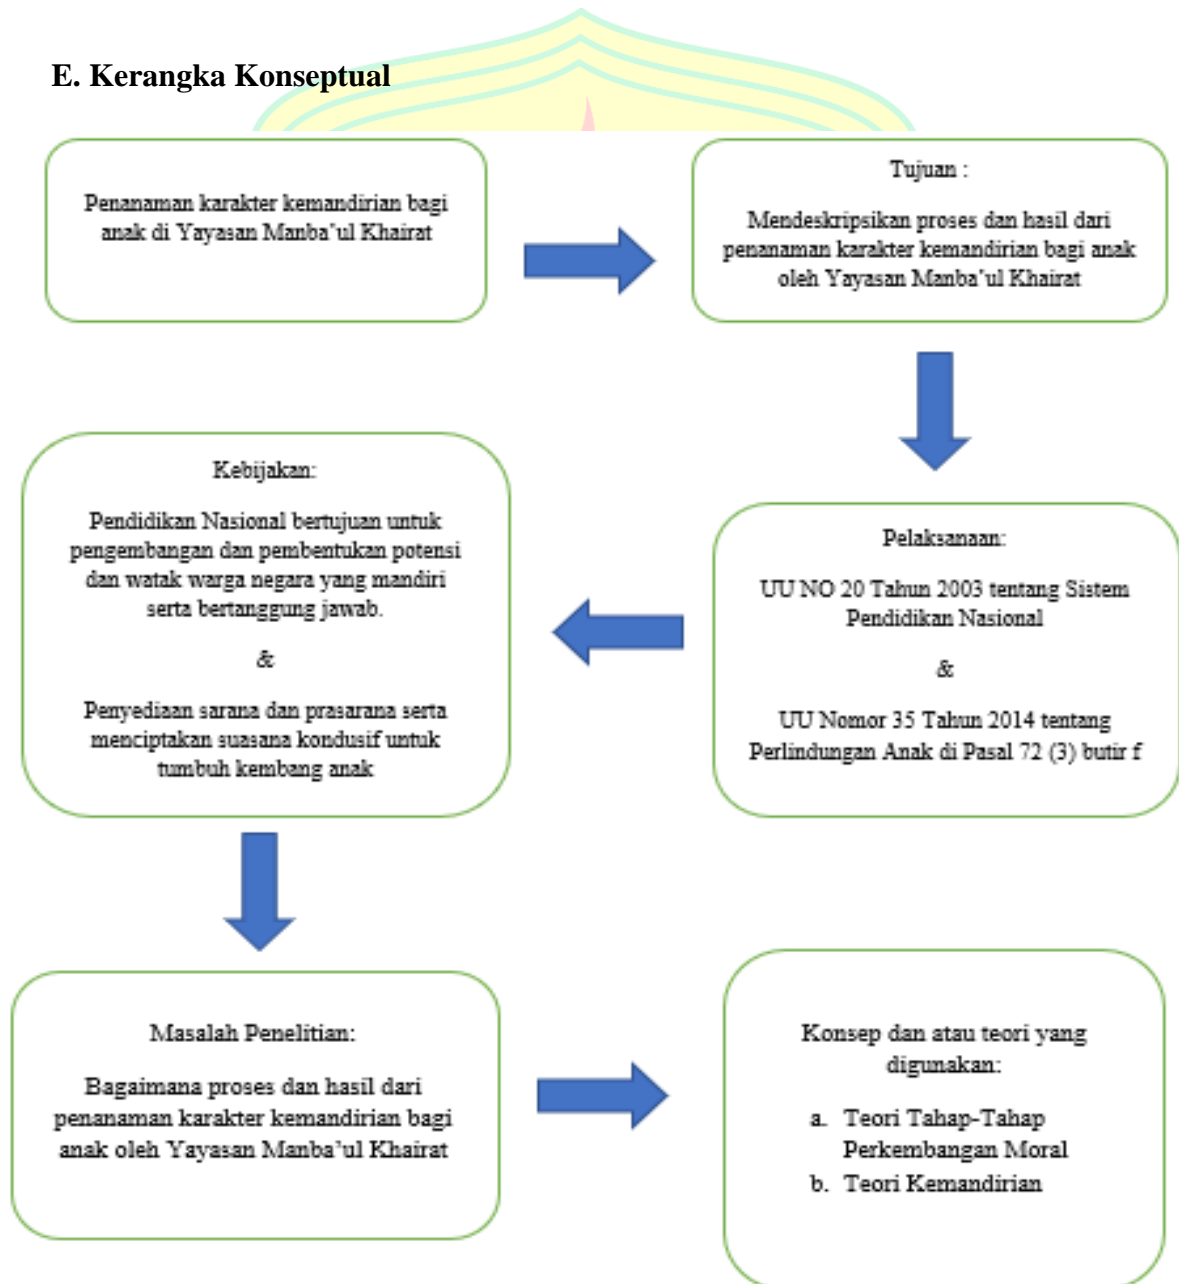 E. Kerangka Konseptual
Penanaman karakter kemandirian bagi
anak di Yayasan Manba'ul Khairat
Tujuan :
Mendeskripsikan proses dan hasil dari
penanaman karakter kemandirian bagi anak
oleh Yayasan Manba'ul Khairat
Pelaksanaan:
UU NO 20 Tahun 2003 tentang Sistem
Pendidikan Nasional
&
UU Nomor 35 Tahun 2014 tentang
Perlindungan Anak di Pasal 72 (3) butir f
Kebijakan:
Pendidikan Nasional bertujuan untuk
pengembangan dan pembentukan potensi
dan watak warga negara yang mandiri
serta bertanggung jawab.
&
Penyediaan sarana dan prasarana serta
menciptakan suasana kondusif untuk
tumbuh kembang anak
Masalah Penelitian:
Bagaimana proses dan hasil dari
penanaman karakter kemandirian bagi
anak oleh Yayasan Manba'ul Khairat
Konsep dan atau teori yang
digunakan:
a. Teori Tahap-Tahap
Perkembangan Moral
b. Teori Kemandirian